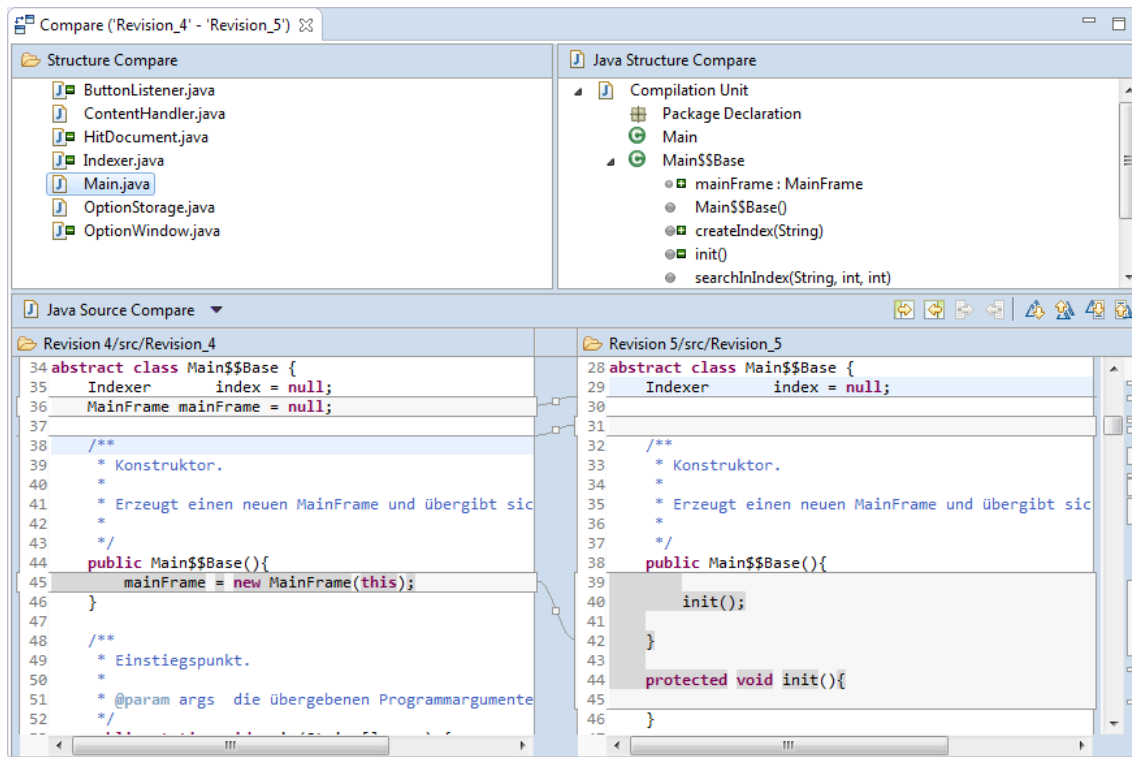 Compare ('Revision_4' - 'Revision_5')
Structure Compare
ButtonListener.java
ContentHandler.java
HitDocument.java
Indexer.java
Main.java
OptionStorage.java
OptionWindow.java
Java Structure Compare
Compilation Unit
Package Declaration
Main
Main$$Base
mainFrame : MainFrame
Main$$Base()
createIndex(String)
init()
searchInIndex(String, int, int)
Java Source Compare
Revision 4/src/Revision_4
34 abstract class Main$$Base {
35 Indexer index = null;
36 MainFrame mainFrame = null;
37
38 /**
39 * Konstruktor.
40 *
41 * Erzeugt einen neuen MainFrame und übergibt sic
42 *
43 */
44 public Main$$Base(){
45 mainFrame = new MainFrame(this);
46 }
47
48 /**
49 * Einstiegspunkt.
50 *
51 * @param args die übergebenen Programmargumente
52 */
Revision 5/src/Revision_5
28 abstract class Main$$Base {
29 Indexer index = null;
30
31
32 /**
33 * Konstruktor.
34 *
35 * Erzeugt einen neuen MainFrame und übergibt sic
36 *
37 */
38 public Main$$Base(){
39
40 init();
41
42 }
43
44 protected void init(){
45
46 }